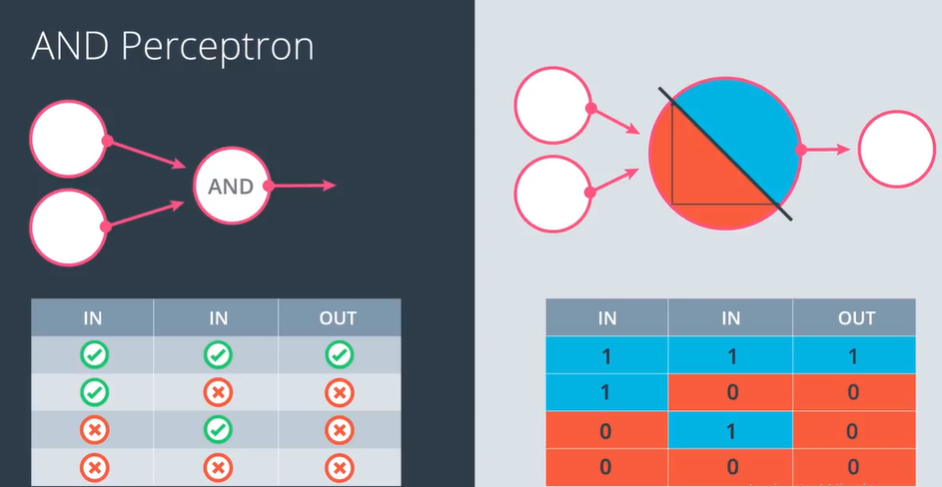 AND Perceptron
AND
IN IN OUT
IN IN OUT
1 1 1
1 0 0
0 1 0
0 0 0